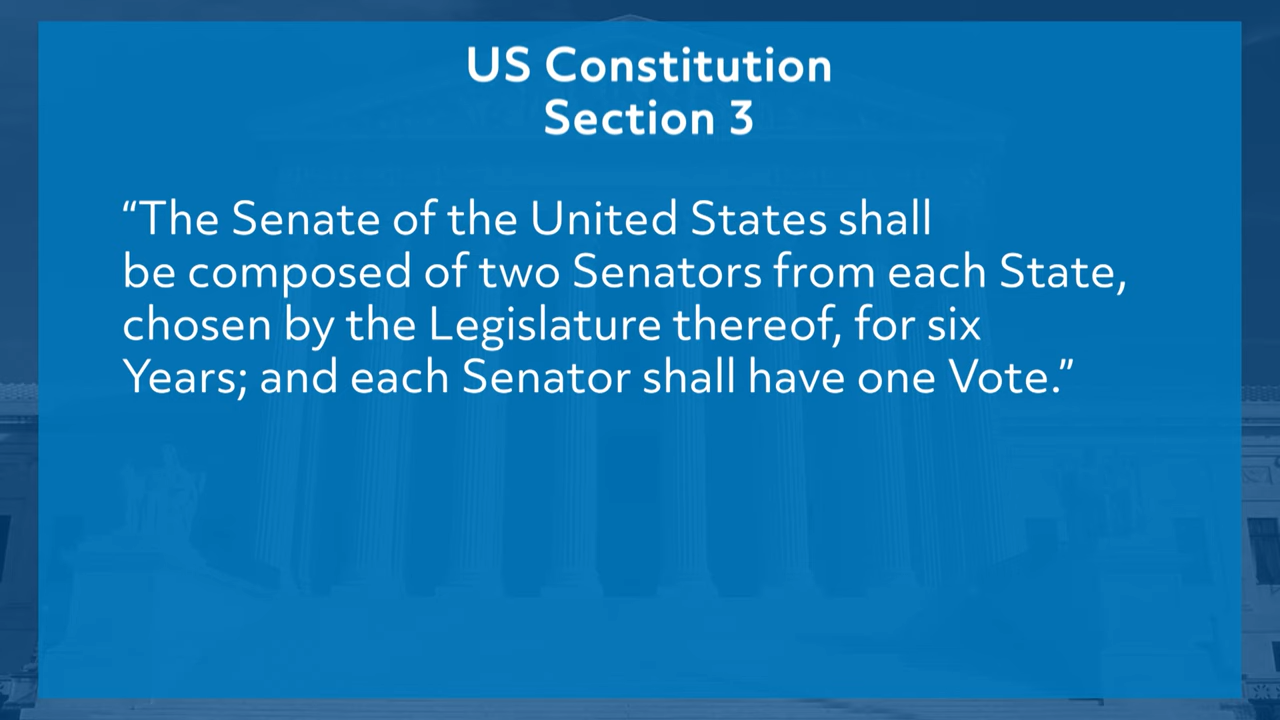 US Constitution
Section 3
“The Senate of the United States shall
be composed of two Senators from each State,
chosen by the Legislature thereof, for six
Years; and each Senator shall have one Vote.”